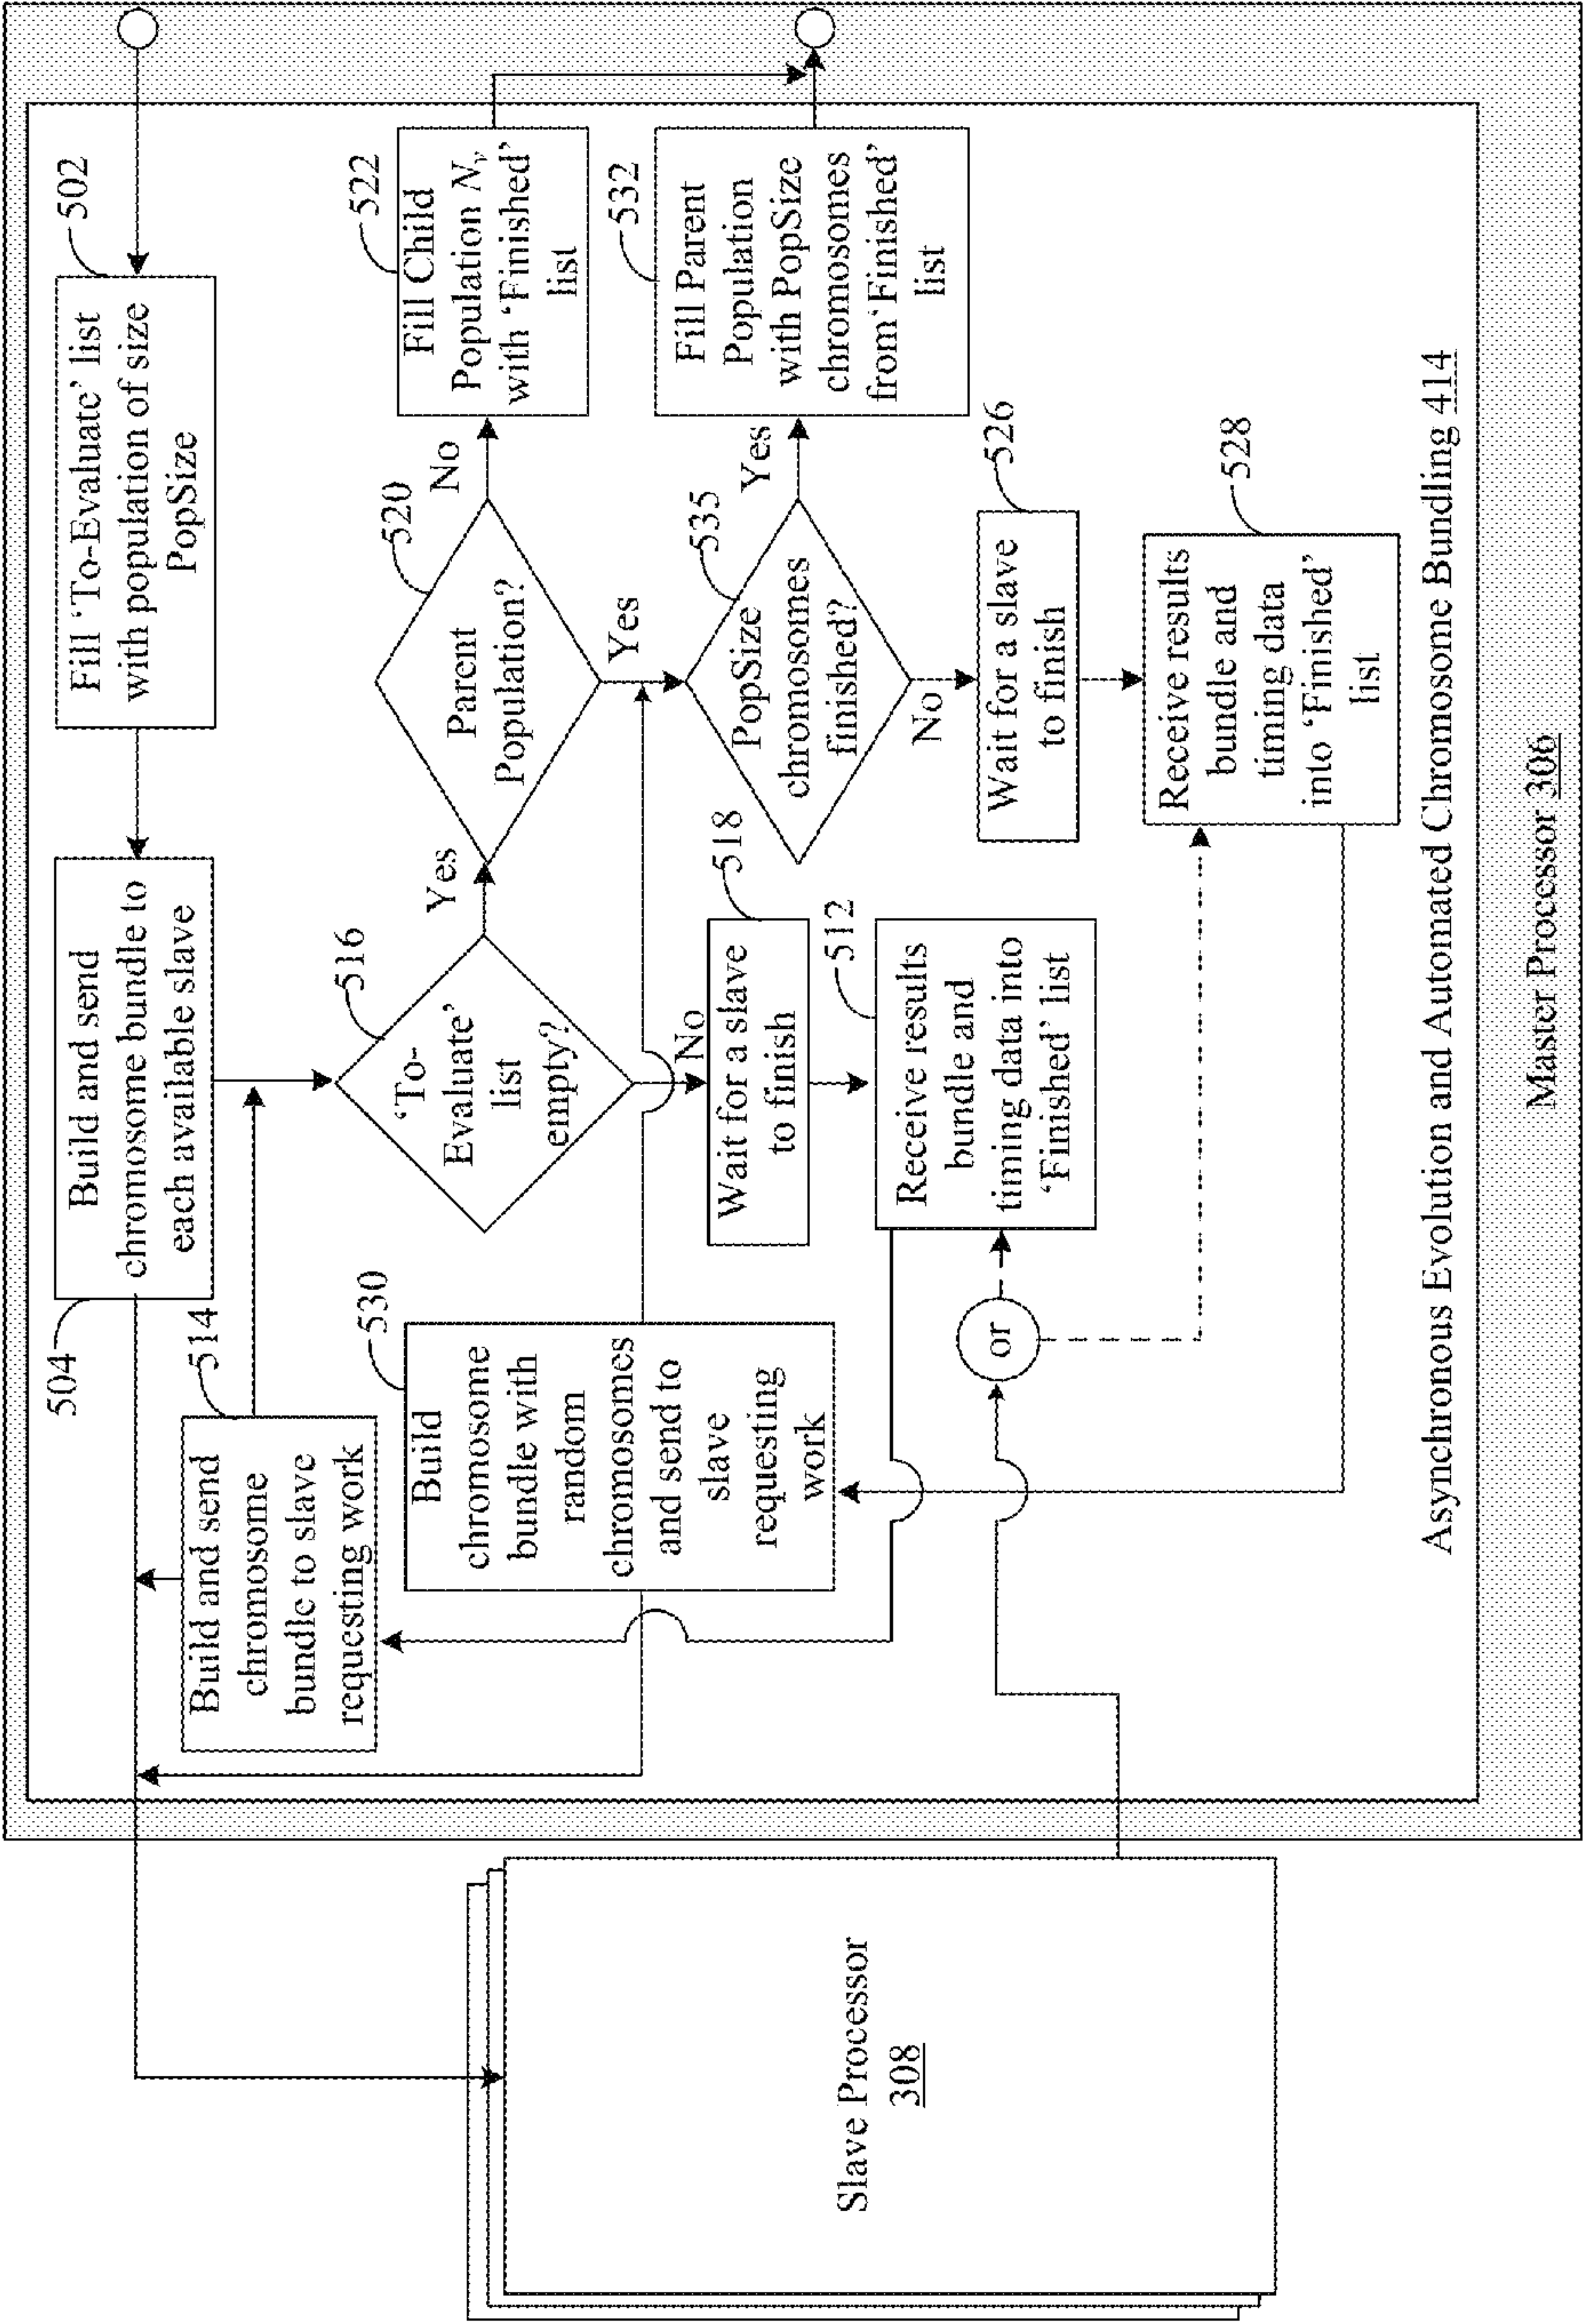 502
Fill ‘To-Evaluate’ list
with population of size
PopSize
504
Build and send
chromosome bundle to
each available slave
514
Build and send
chromosome
bundle to slave
requesting work
516
‘To-
Evaluate’
list
empty?
Yes
No
520
Parent
Population?
No
Yes
522
Fill Child
Population Nᵥ
with ‘Finished’
list
530
Build
chromosome
bundle with
random
chromosomes
and send to
slave
requesting
work
518
Wait for a slave
to finish
512
Receive results
bundle and
timing data into
‘Finished’ list
or
535
PopSize
chromosomes
finished?
Yes
No
532
Fill Parent
Population
with PopSize
chromosomes
from‘Finished’
list
526
Wait for a slave
to finish
528
Receive results
bundle and
timing data
into ‘Finished’
list
Asynchronous Evolution and Automated Chromosome Bundling 414
Master Processor 306
Slave Processor
308